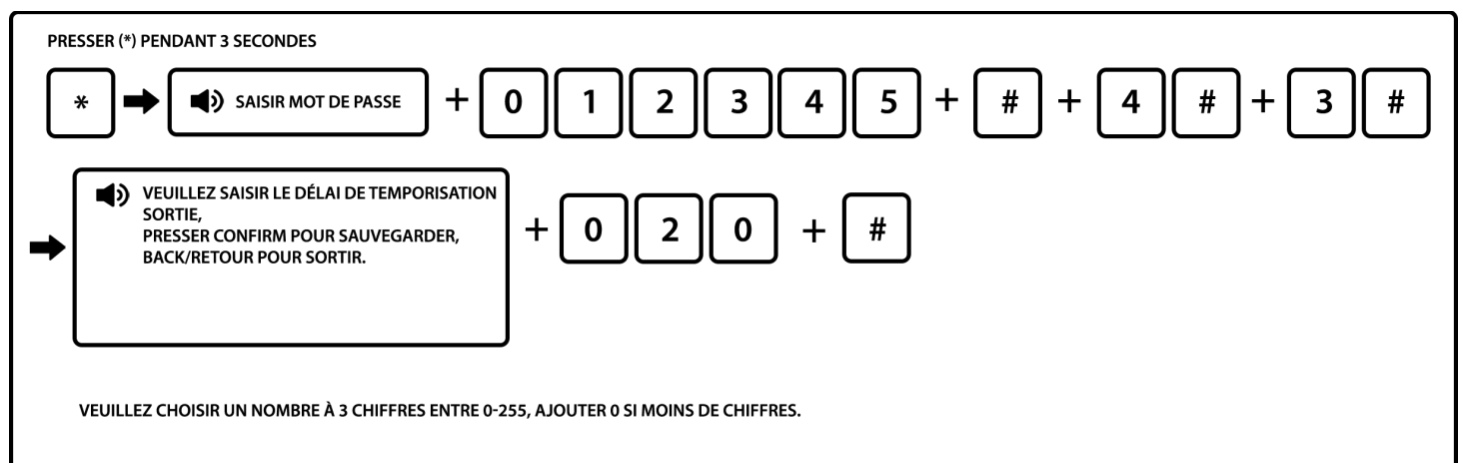 PRESSER (*) PENDANT 3 SECONDES
* SAISIR MOT DE PASSE + 0 1 2 3 4 5 + # + 4 # + 3 #
VEUILLEZ SAISIR LE DÉLAI DE TEMPORISATION
SORTIE,
PRESSER CONFIRM POUR SAUVEGARDER,
BACK/RETOUR POUR SORTIR.
+ 0 2 0 + #
VEUILLEZ CHOISIR UN NOMBRE À 3 CHIFFRES ENTRE 0-255, AJOUTER 0 SI MOINS DE CHIFFRES.